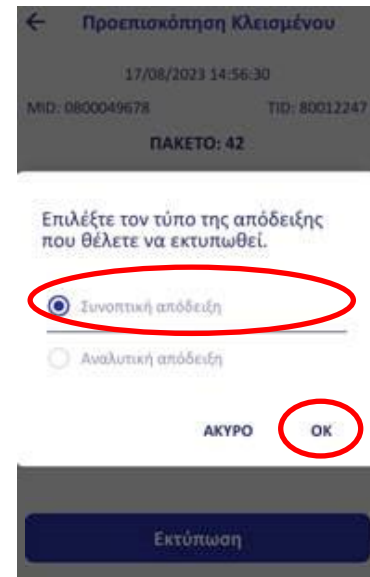 ← Προεπισκόπηση Κλεισμένου
17/08/2023 14:56:30
MID: 0800049678 TID: 80012247
ΠΑΚΕΤΟ: 42
Επιλέξτε τον τύπο της απόδειξης
που θέλετε να εκτυπωθεί.
Συνοπτική απόδειξη
Αναλυτική απόδειξη
ΑΚΥΡΟ OK
Εκτύπωση